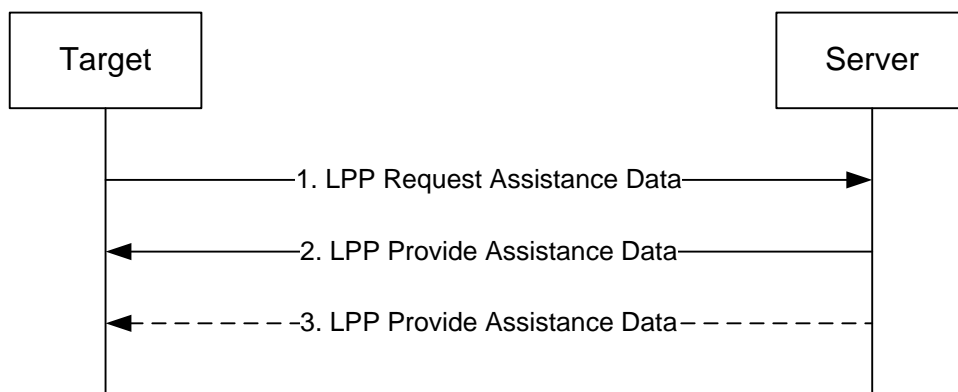 Target
Server
1. LPP Request Assistance Data
2. LPP Provide Assistance Data
3. LPP Provide Assistance Data